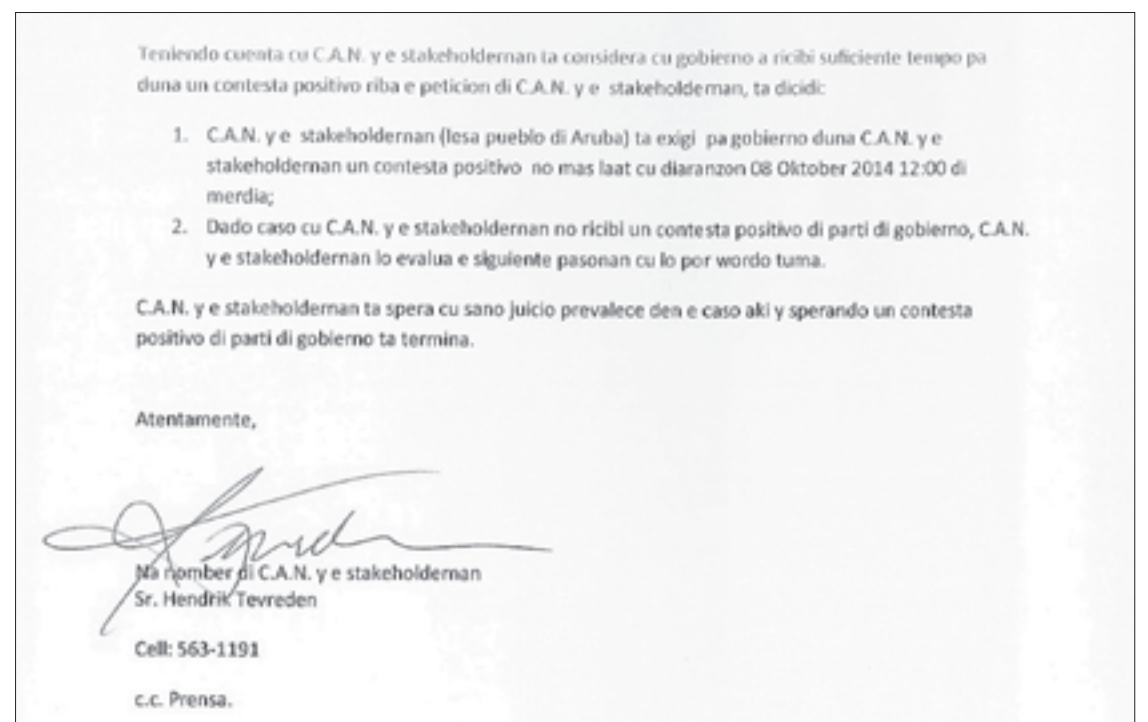 Teniendo cuenta cu C.A.N. y e stakeholdernan ta considera cu gobierno a ricibi suficiente tempo pa
duna un contesta positivo riba e peticion di C.A.N. y e stakeholdernan, ta dicidi:
1. C.A.N. y e stakeholdernan (lesa pueblo di Aruba) ta exigi pa gobierno duna C.A.N. y e
stakeholdernan un contesta positivo no mas laat cu diaranzon 08 Oktober 2014 12:00 di
merdia;
2. Dado caso cu C.A.N. y e stakeholdernan no ricibi un contesta positivo di parti di gobierno, C.A.N.
y e stakeholdernan lo evalua e siguiente pasonan cu lo por wordo tuma.
C.A.N. y e stakeholdernan ta spera cu sano juicio prevalece den e caso aki y sperando un contesta
positivo di parti di gobierno ta termina.
Atentamente,
Na nomber di C.A.N. y e stakeholdernan
Sr. Hendrik Tevreden
Cell: 563-1191
c.c. Prensa.